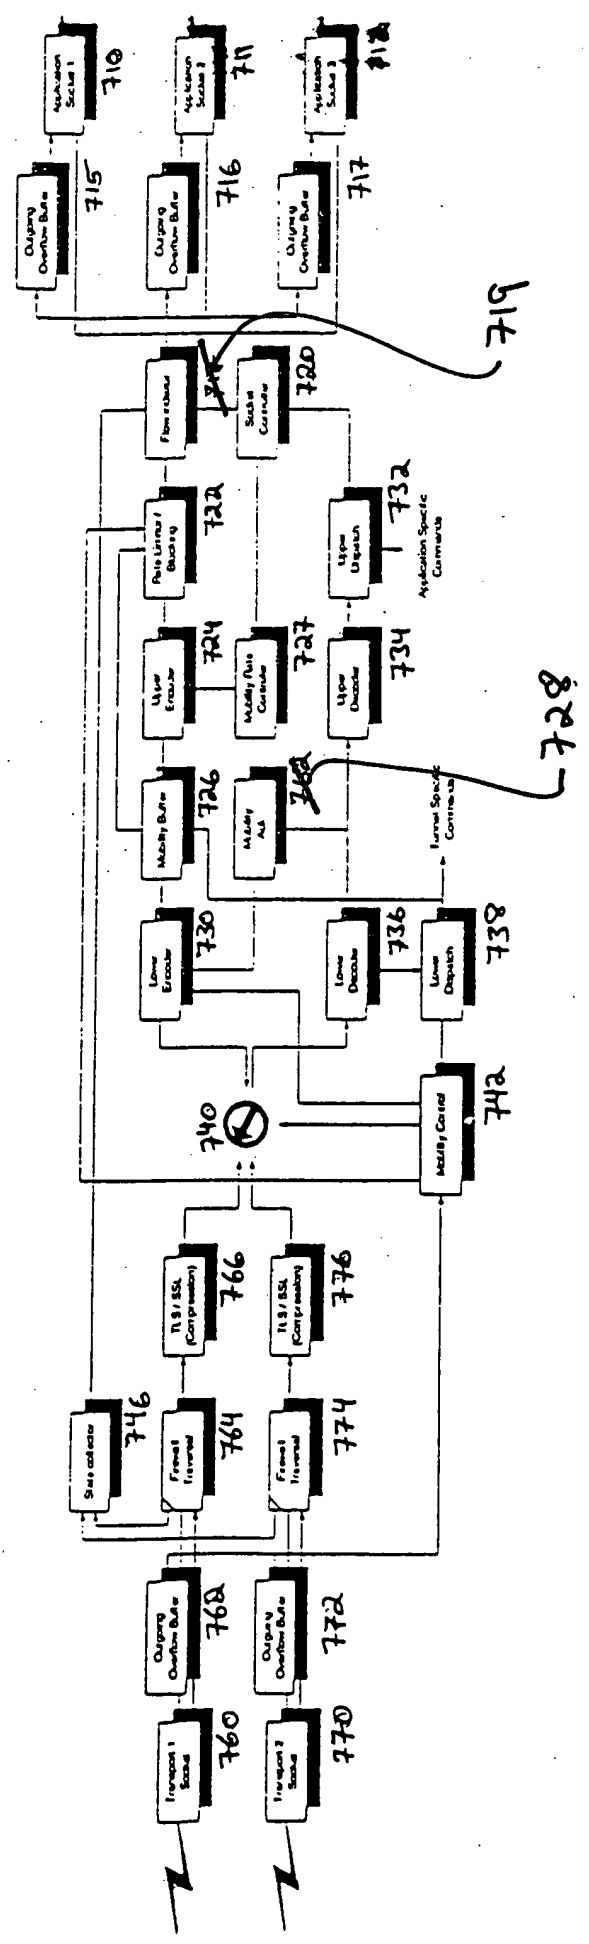 Application
Socket 1
710
Application
Socket 2
711
Application
Socket 3
Outgoing
Overflow Buffer
715
Outgoing
Overflow Buffer
716
Outgoing
Overflow Buffer
717
719
Socket
Controller
720
Rate Limiter /
Blocking
722
Upper
Encoder
724
Mobility Rate
Controller
727
Upper
Dispatch
732
Application Specific
Commands
Upper
Decoder
734
Mobility Buffer
726
Mobility
Ack
728
Tunnel Specific
Commands
Lower
Encoder
730
Lower
Decoder
736
Lower
Dispatch
738
740
Mobility Control
742
TLS / SSL
(Compression)
766
TLS / SSL
(Compression)
776
State collector
746
Firewall
Traversal
764
Firewall
Traversal
774
Outgoing
Overflow Buffer
762
Outgoing
Overflow Buffer
772
Transport 1
Socket
760
Transport 2
Socket
770